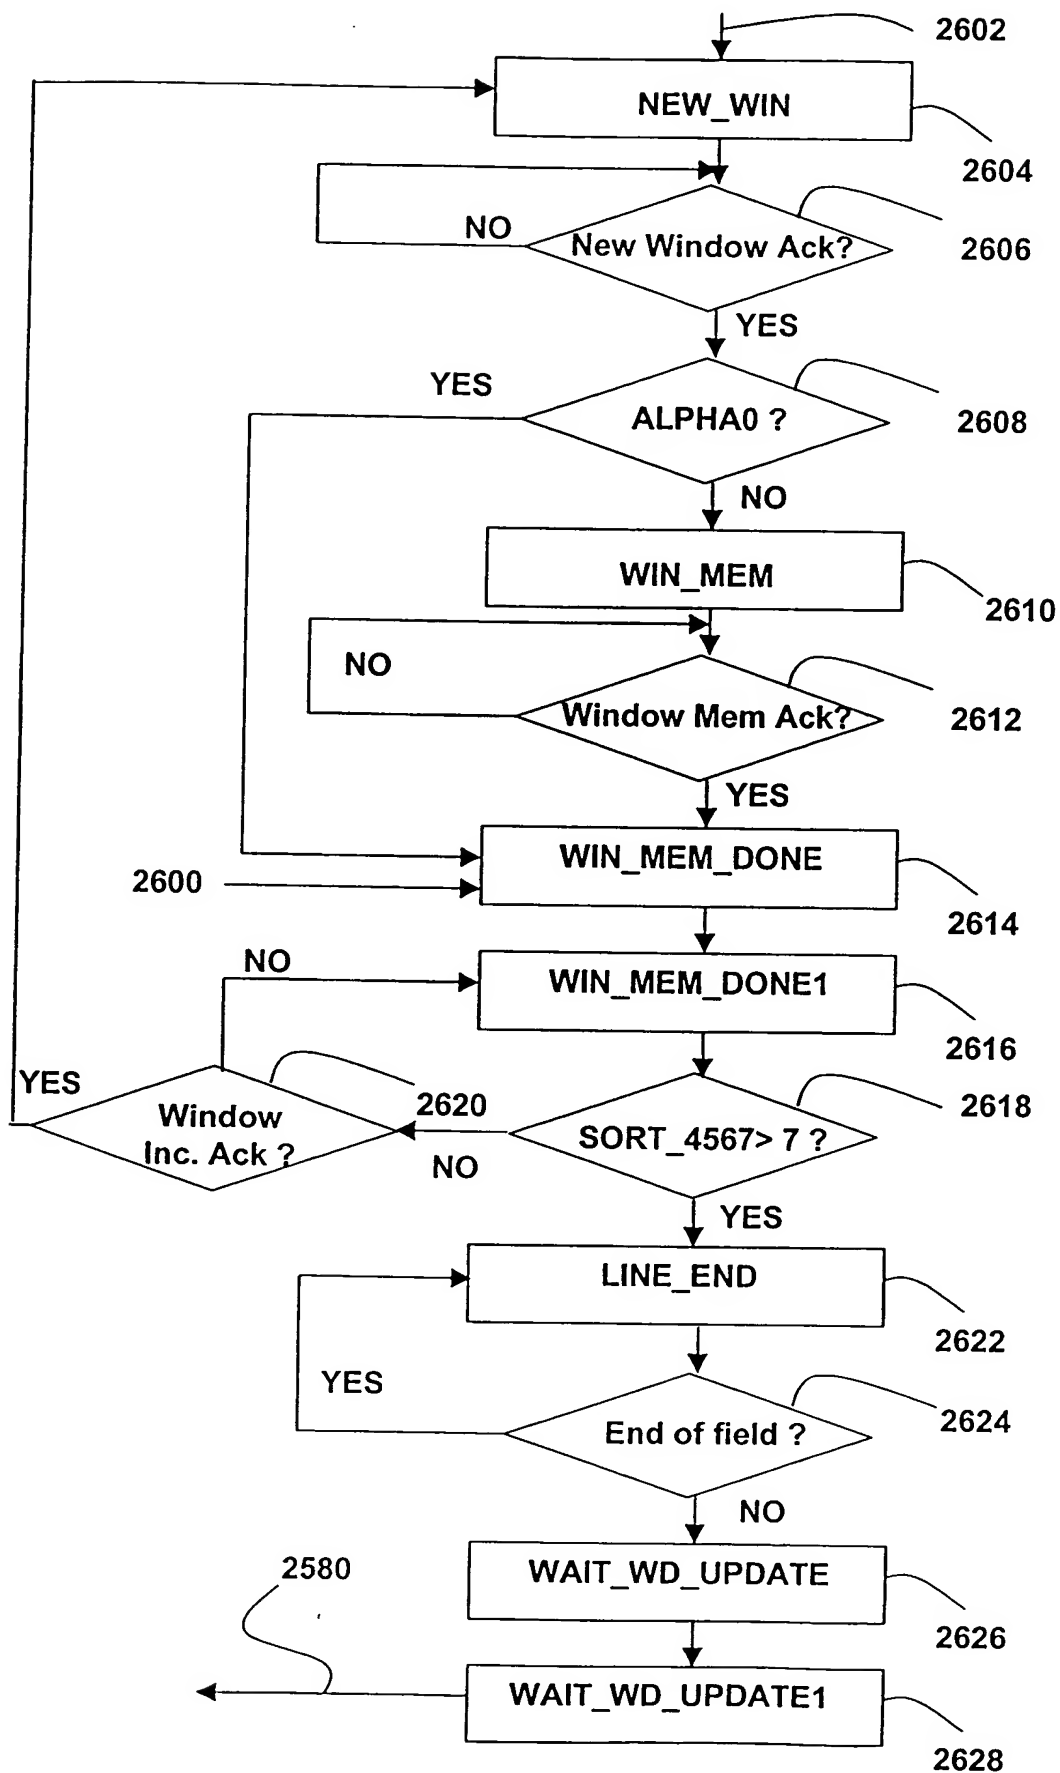 2602
NEW_WIN
2604
NO
New Window Ack?
2606
YES
YES
ALPHA0 ?
2608
NO
WIN_MEM
2610
NO
Window Mem Ack?
2612
YES
WIN_MEM_DONE
2600
2614
NO
WIN_MEM_DONE1
2616
YES
Window
Inc. Ack ?
2620
NO
SORT_4567> 7 ?
2618
YES
LINE_END
2622
YES
End of field ?
2624
NO
2580
WAIT_WD_UPDATE
2626
WAIT_WD_UPDATE1
2628